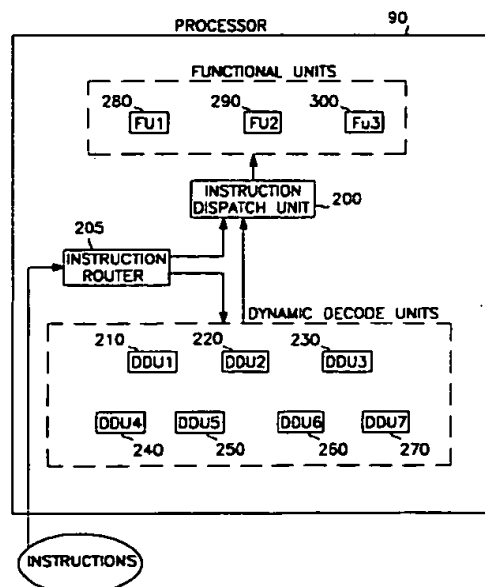 PROCESSOR
90
FUNCTIONAL UNITS
280
290
300
FU1
FU2
Fu3
INSTRUCTION
DISPATCH UNIT
200
205
INSTRUCTION
ROUTER
DYNAMIC DECODE UNITS
210
220
230
DDU1
DDU2
DDU3
DDU4
DDU5
DDU6
DDU7
240
250
260
270
INSTRUCTIONS